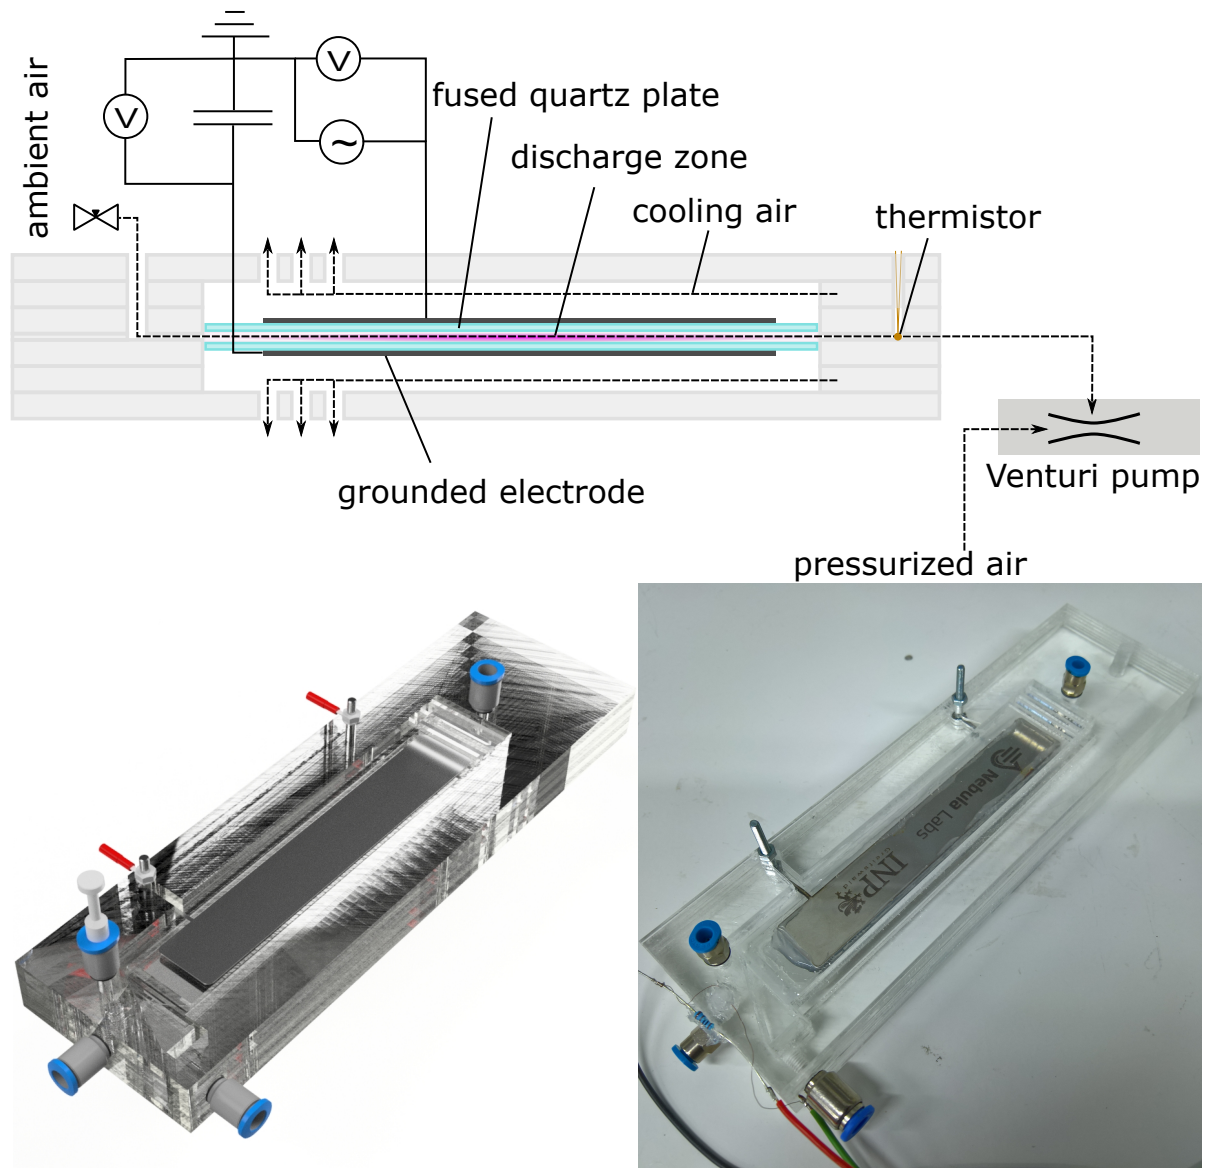 ambient air
V
V
~
fused quartz plate
discharge zone
cooling air
thermistor
grounded electrode
Venturi pump
pressurized air
Nebula Labs
INP